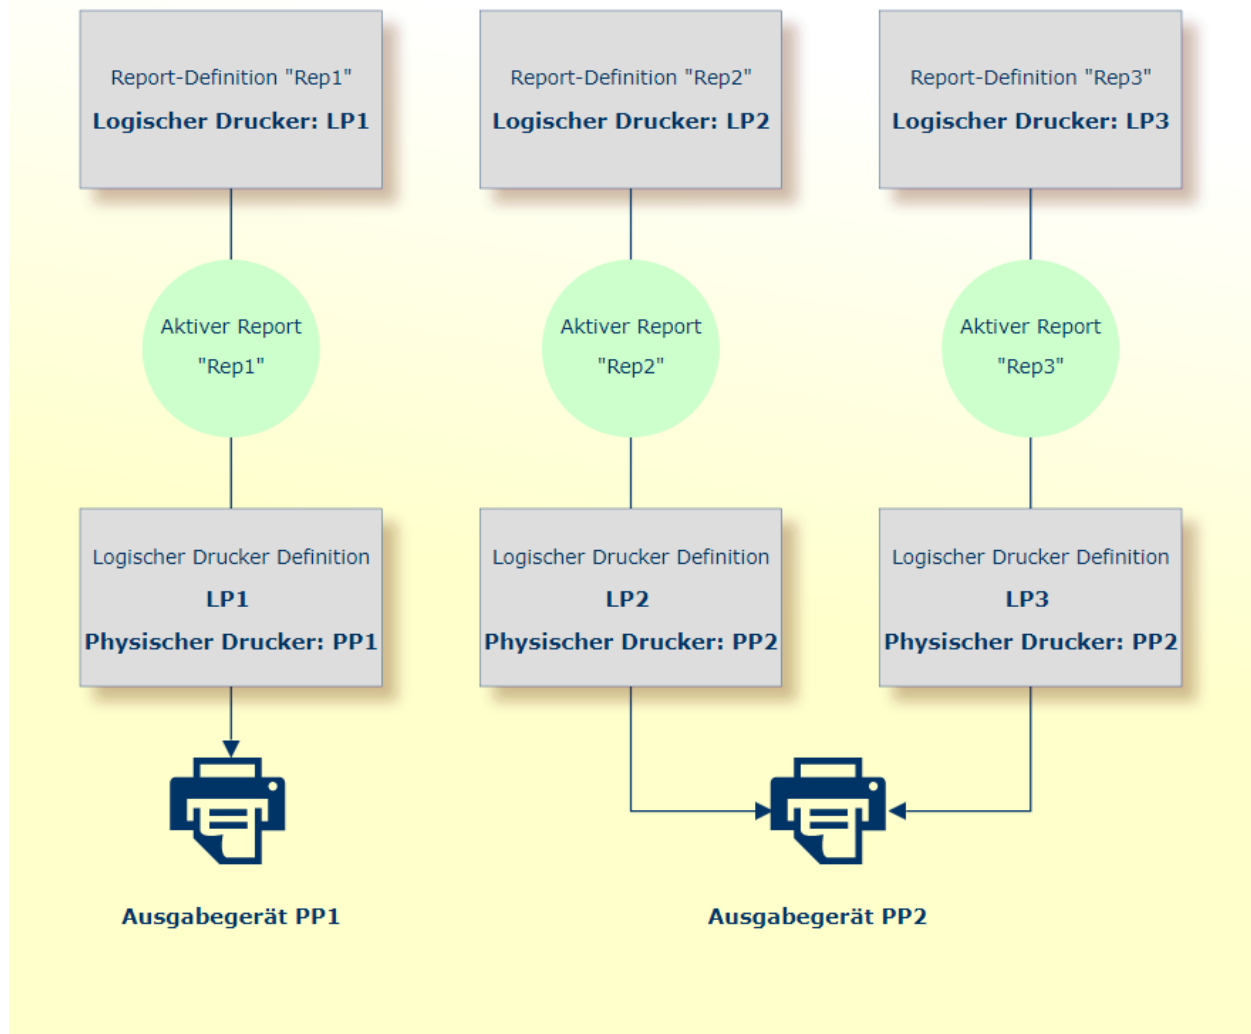 Report-Definition "Rep1"
Logischer Drucker: LP1
Report-Definition "Rep2"
Logischer Drucker: LP2
Report-Definition "Rep3"
Logischer Drucker: LP3
Aktiver Report
"Rep1"
Aktiver Report
"Rep2"
Aktiver Report
"Rep3"
Logischer Drucker Definition
LP1
Physischer Drucker: PP1
Logischer Drucker Definition
LP2
Physischer Drucker: PP2
Logischer Drucker Definition
LP3
Physischer Drucker: PP2
Ausgabegerät PP1
Ausgabegerät PP2